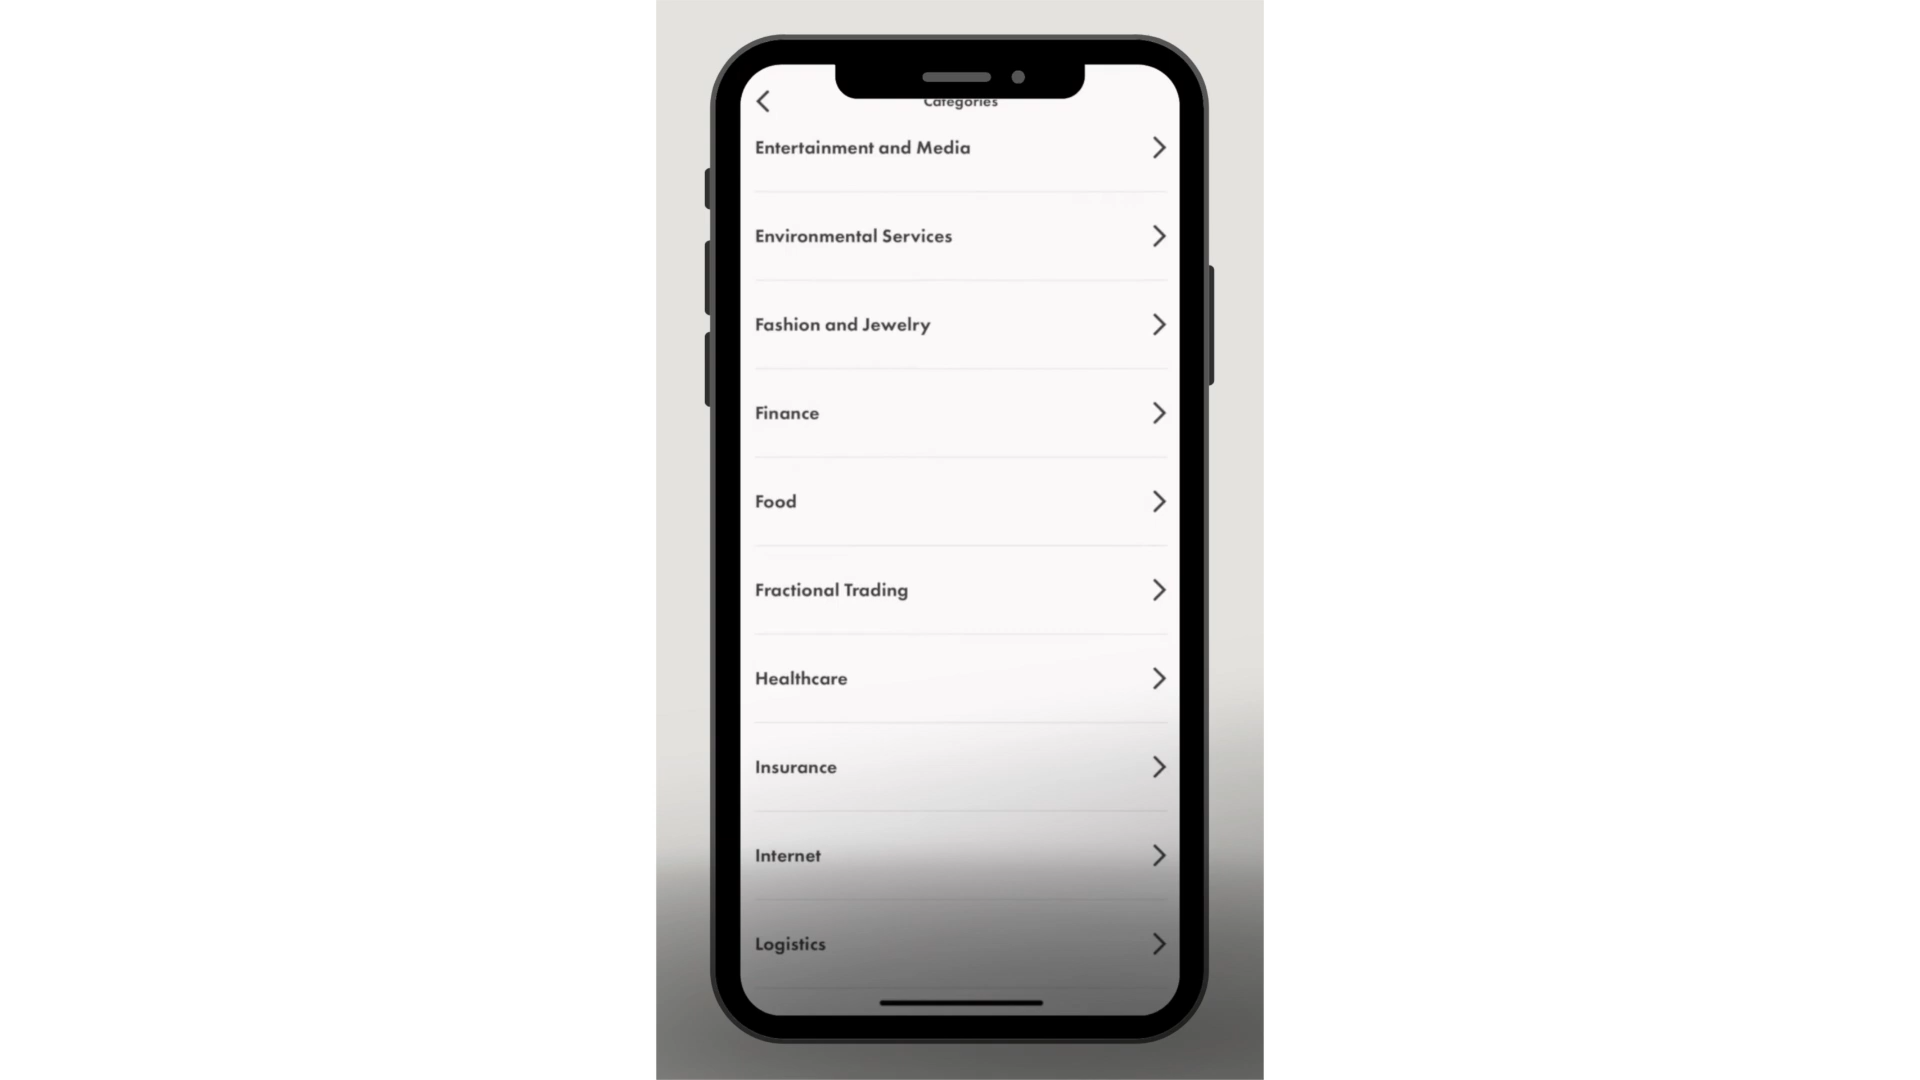 Categories
Entertainment and Media
Environmental Services
Fashion and Jewelry
Finance
Food
Fractional Trading
Healthcare
Insurance
Internet
Logistics